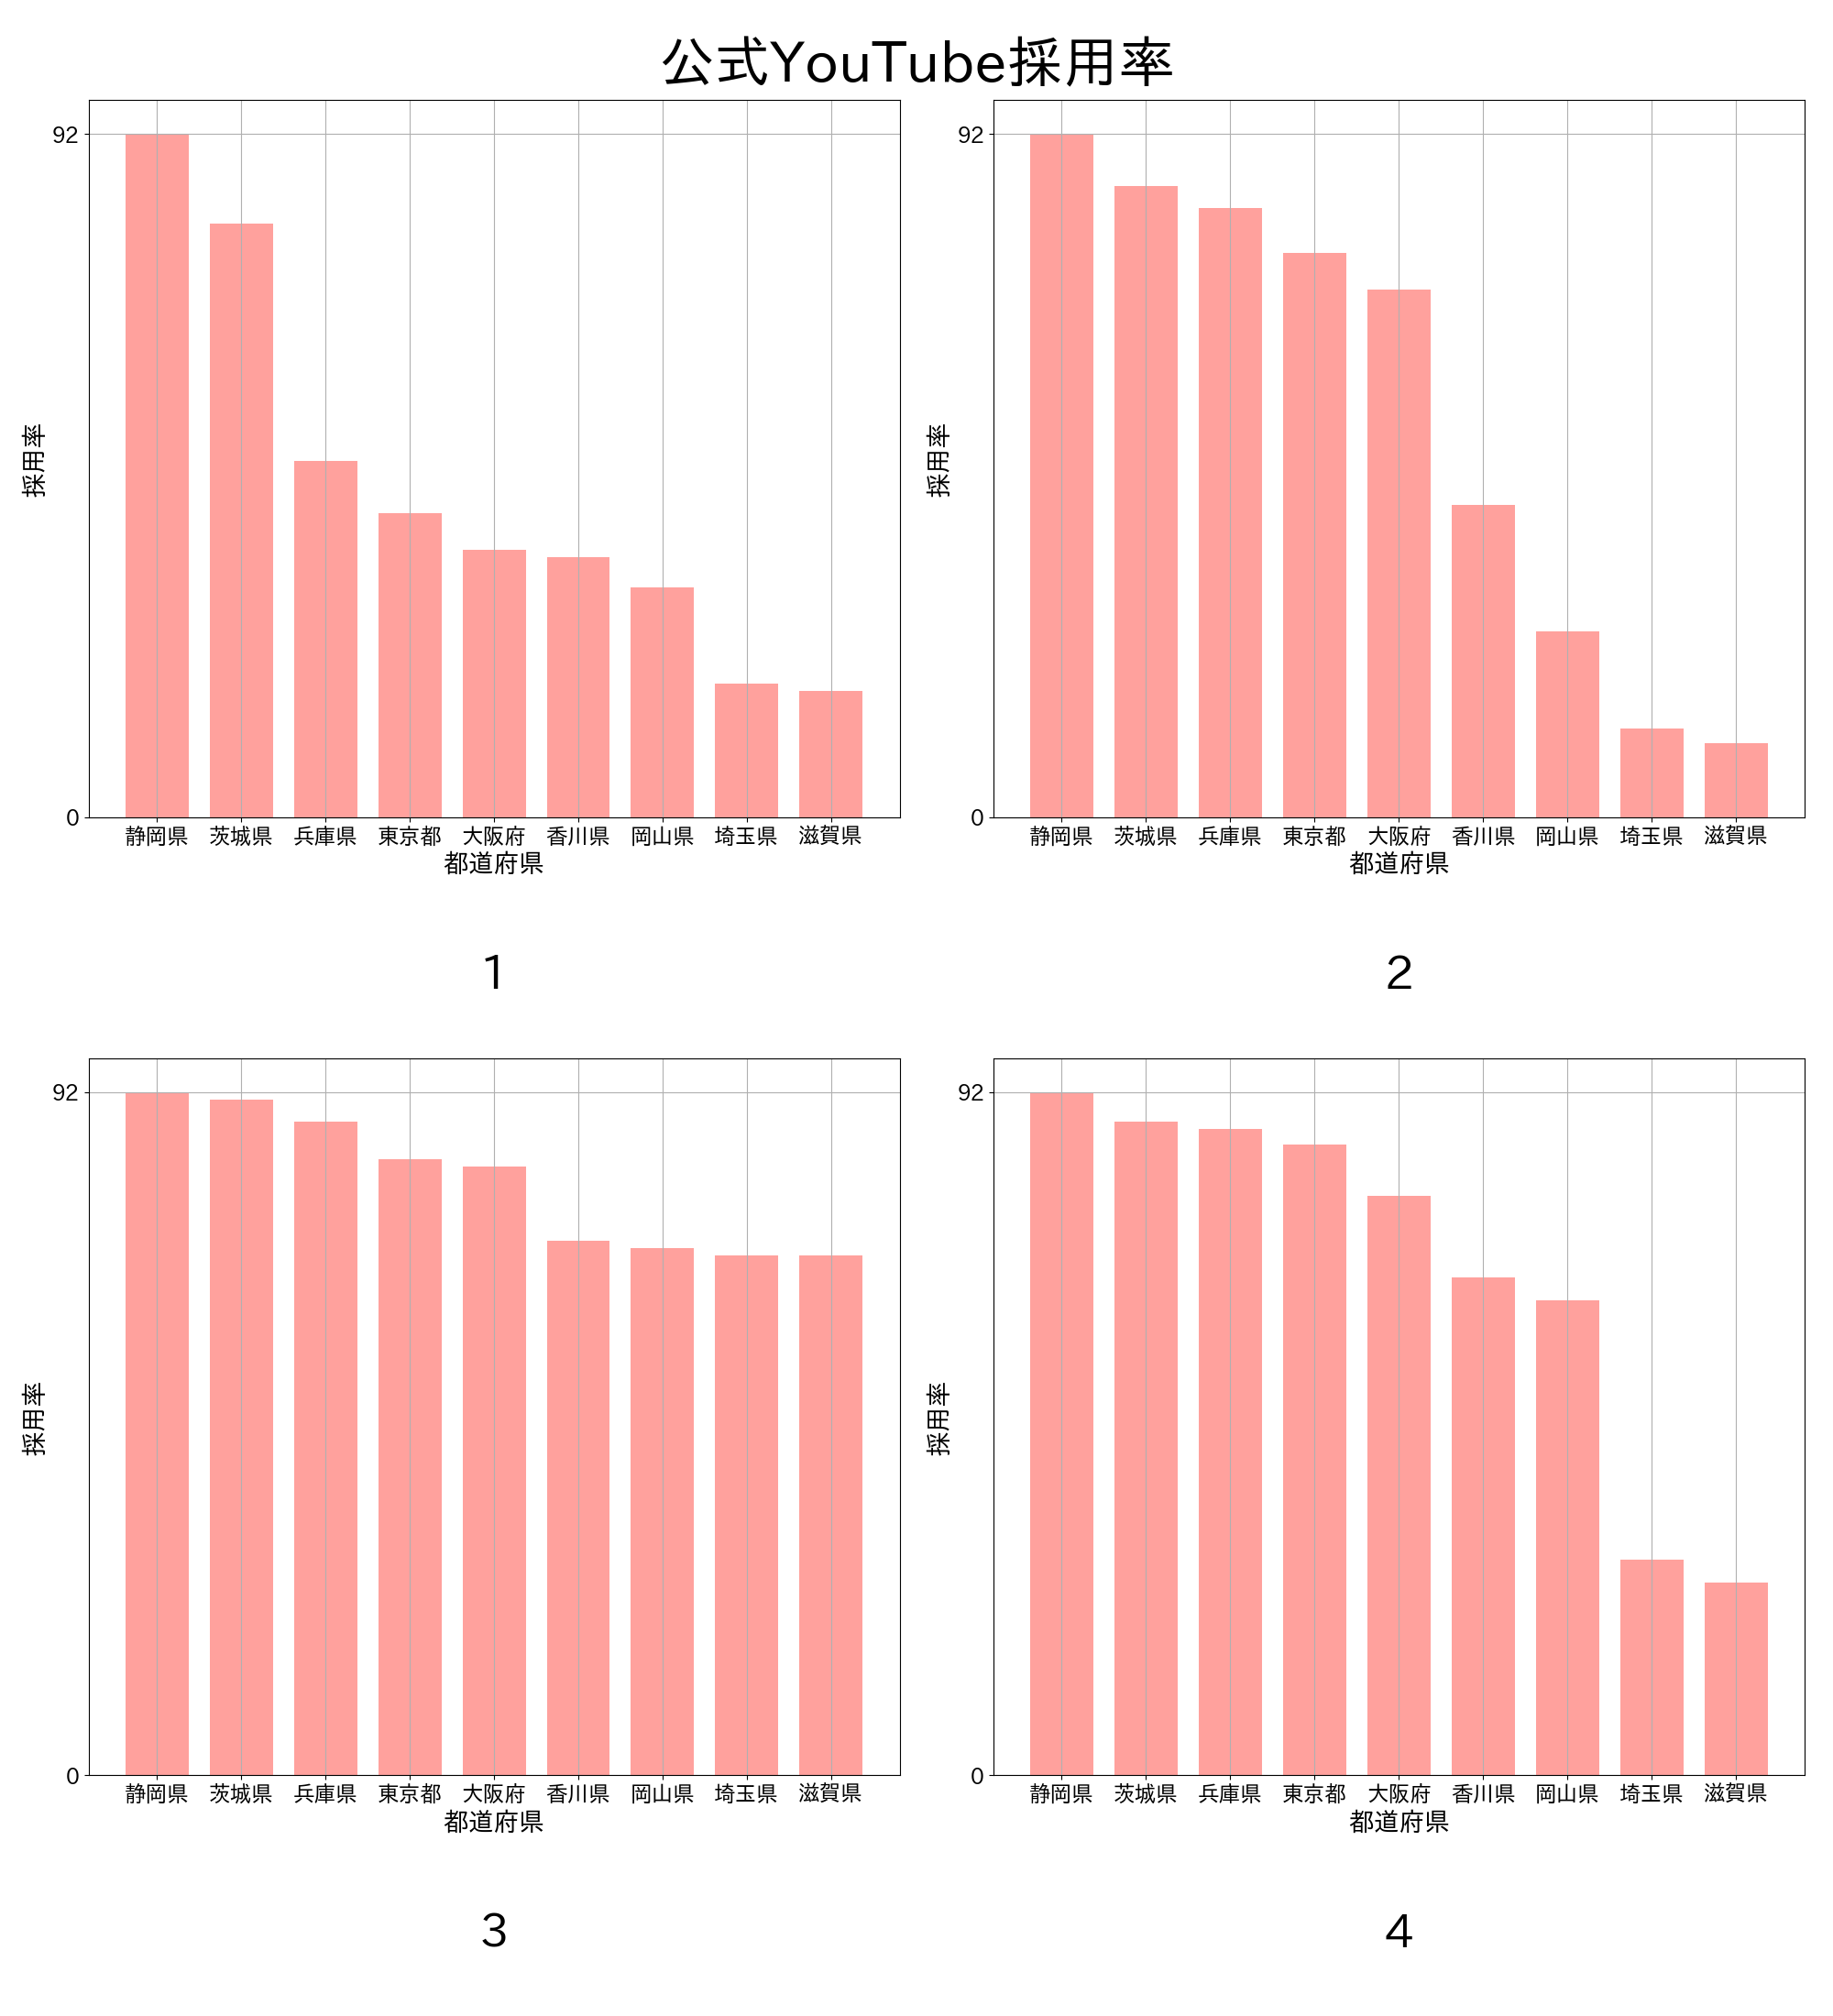 公式YouTube採用率
92
0
採用率
静岡県 茨城県 兵庫県 東京都 大阪府 香川県 岡山県 埼玉県 滋賀県
都道府県
1
92
0
採用率
静岡県 茨城県 兵庫県 東京都 大阪府 香川県 岡山県 埼玉県 滋賀県
都道府県
2
92
0
採用率
静岡県 茨城県 兵庫県 東京都 大阪府 香川県 岡山県 埼玉県 滋賀県
都道府県
3
92
0
採用率
静岡県 茨城県 兵庫県 東京都 大阪府 香川県 岡山県 埼玉県 滋賀県
都道府県
4